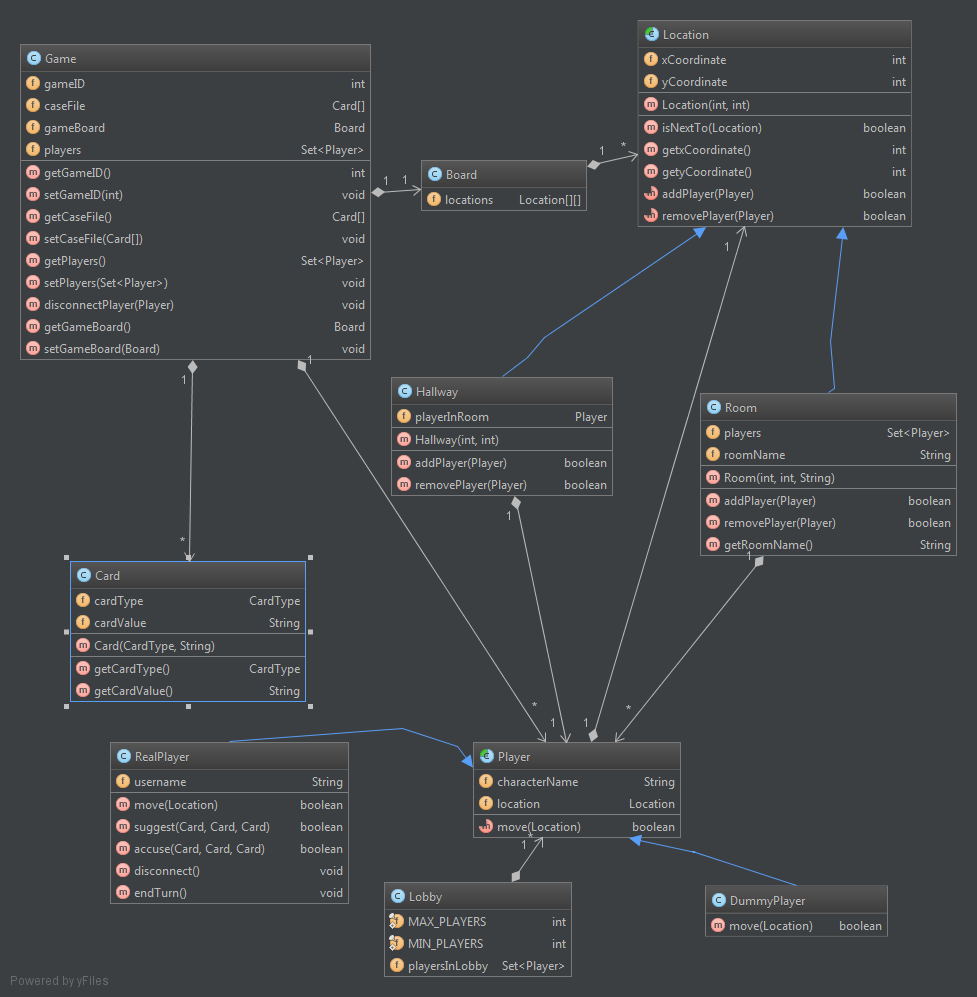 Game
gameID int
caseFile Card[]
gameBoard Board
players Set<Player>
getGameID() int
setGameID(int) void
getCaseFile() Card[]
setCaseFile(Card[]) void
getPlayers() Set<Player>
setPlayers(Set<Player>) void
disconnectPlayer(Player) void
getGameBoard() Board
setGameBoard(Board) void
1
1
Board
locations Location[][]
1
*
Location
xCoordinate int
yCoordinate int
Location(int, int)
isNextTo(Location) boolean
getxCoordinate() int
getyCoordinate() int
addPlayer(Player) boolean
removePlayer(Player) boolean
1
1
1
Hallway
playerInRoom Player
Hallway(int, int)
addPlayer(Player) boolean
removePlayer(Player) boolean
1
Room
players Set<Player>
roomName String
Room(int, int, String)
addPlayer(Player) boolean
removePlayer(Player) boolean
getRoomName() String
1
*
Card
cardType CardType
cardValue String
Card(CardType, String)
getCardType() CardType
getCardValue() String
*
1
1
*
RealPlayer
username String
move(Location) boolean
suggest(Card, Card, Card) boolean
accuse(Card, Card, Card) boolean
disconnect() void
endTurn() void
Player
characterName String
location Location
move(Location) boolean
1
*
Lobby
MAX_PLAYERS int
MIN_PLAYERS int
playersInLobby Set<Player>
DummyPlayer
move(Location) boolean
Powered by yFiles